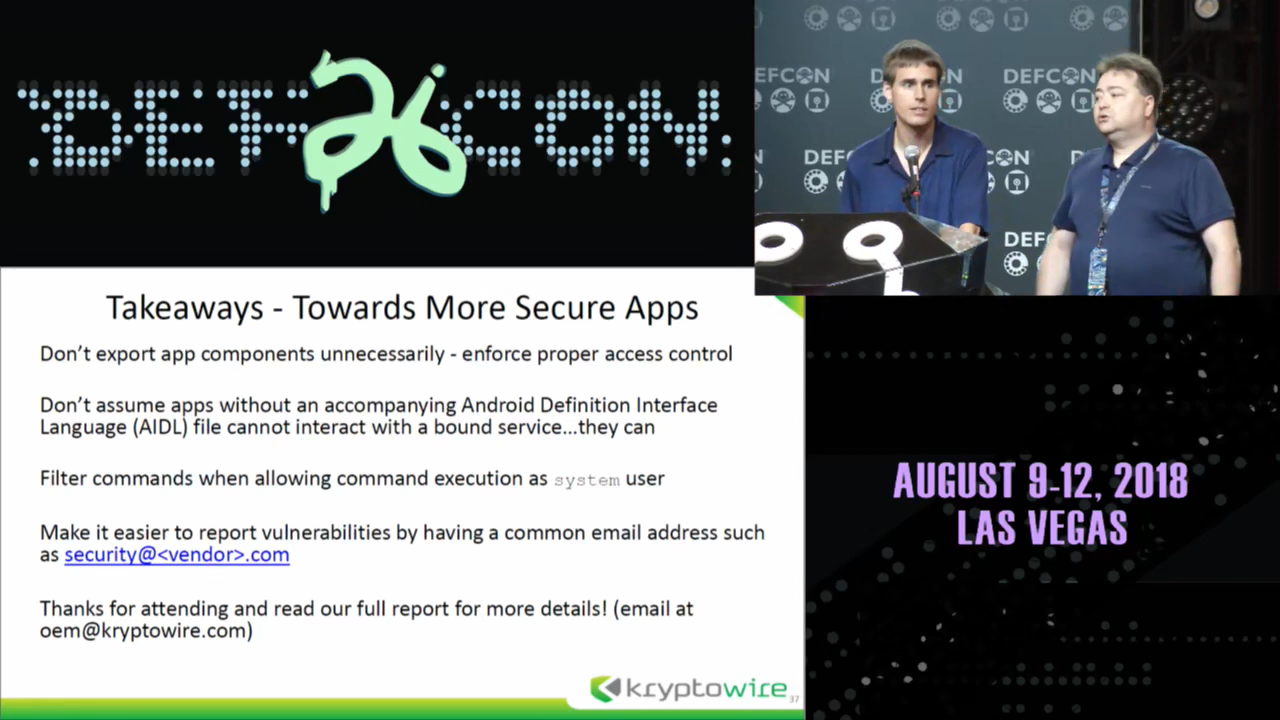 DEFCON
26
DEFCON
DEFCON
DEFCON
DEFCON
DEFCON
Takeaways - Towards More Secure Apps
Don't export app components unnecessarily - enforce proper access control
Don't assume apps without an accompanying Android Definition Interface
Language (AIDL) file cannot interact with a bound service...they can
Filter commands when allowing command execution as system user
Make it easier to report vulnerabilities by having a common email address such
as security@<vendor>.com
Thanks for attending and read our full report for more details! (email at
oem@kryptowire.com)
kryptowire
37
AUGUST 9-12, 2018
LAS VEGAS